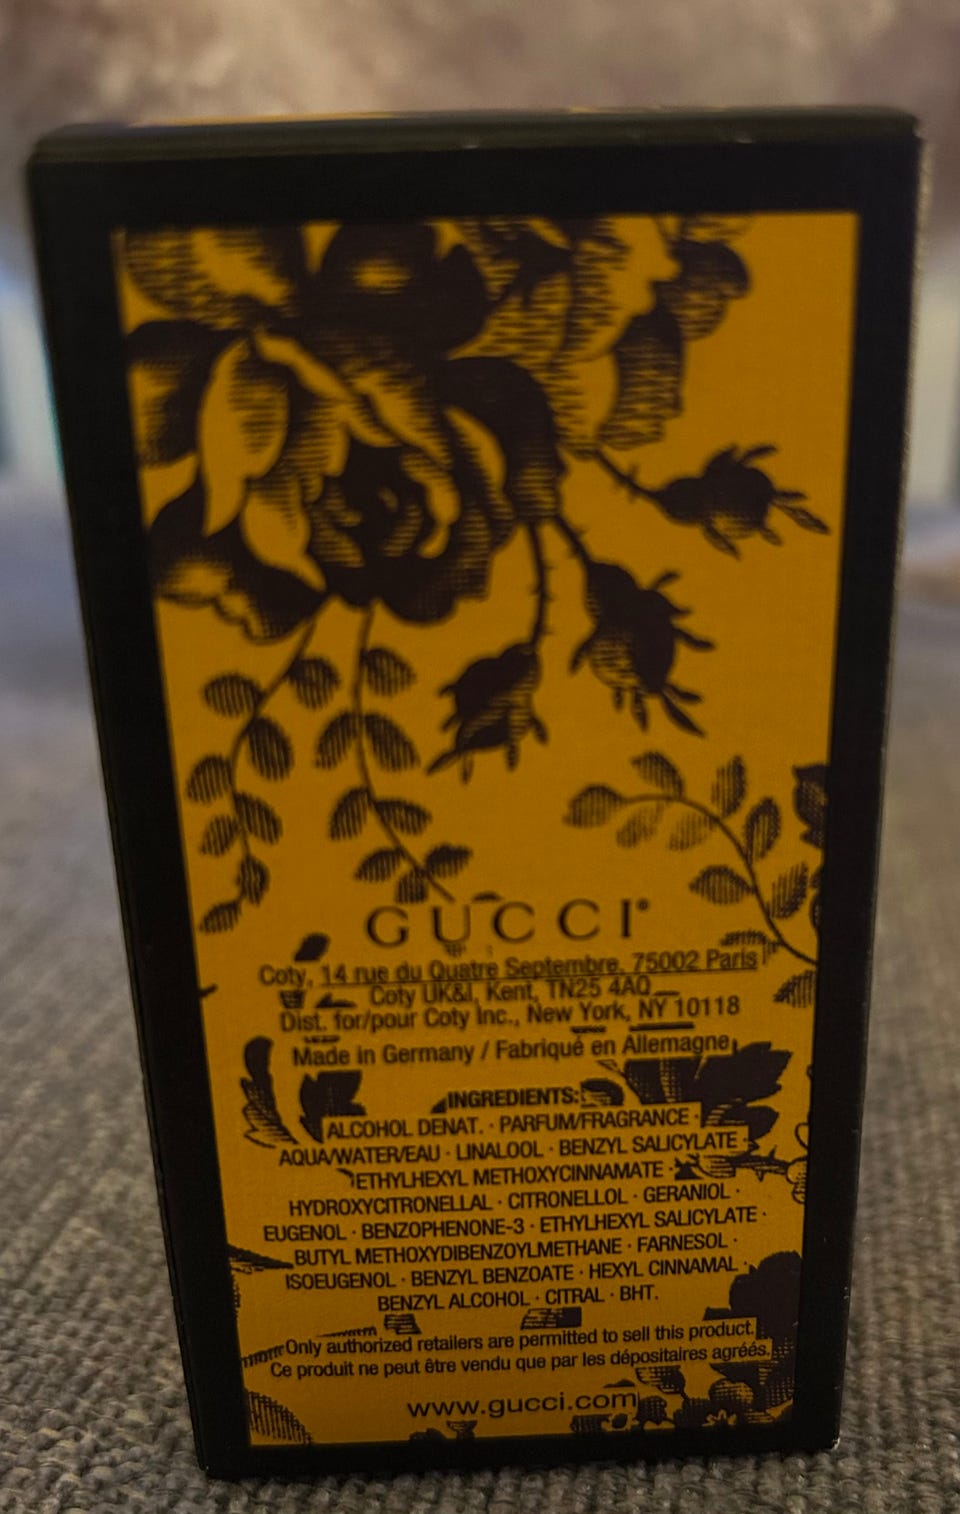 GUCCI®
Coty, 14 rue du Quatre Septembre, 75002 Paris
Coty UK&I, Kent, TN25 4AQ
Dist. for/pour Coty Inc., New York, NY 10118
Made in Germany / Fabriqué en Allemagne
INGREDIENTS:
ALCOHOL DENAT. · PARFUM/FRAGRANCE ·
AQUA/WATER/EAU · LINALOOL · BENZYL SALICYLATE ·
ETHYLHEXYL METHOXYCINNAMATE ·
HYDROXYCITRONELLAL · CITRONELLOL · GERANIOL ·
EUGENOL · BENZOPHENONE-3 · ETHYLHEXYL SALICYLATE ·
BUTYL METHOXYDIBENZOYLMETHANE · FARNESOL ·
ISOEUGENOL · BENZYL BENZOATE · HEXYL CINNAMAL ·
BENZYL ALCOHOL · CITRAL · BHT.
Only authorized retailers are permitted to sell this product.
Ce produit ne peut être vendu que par les dépositaires agréés.
www.gucci.com